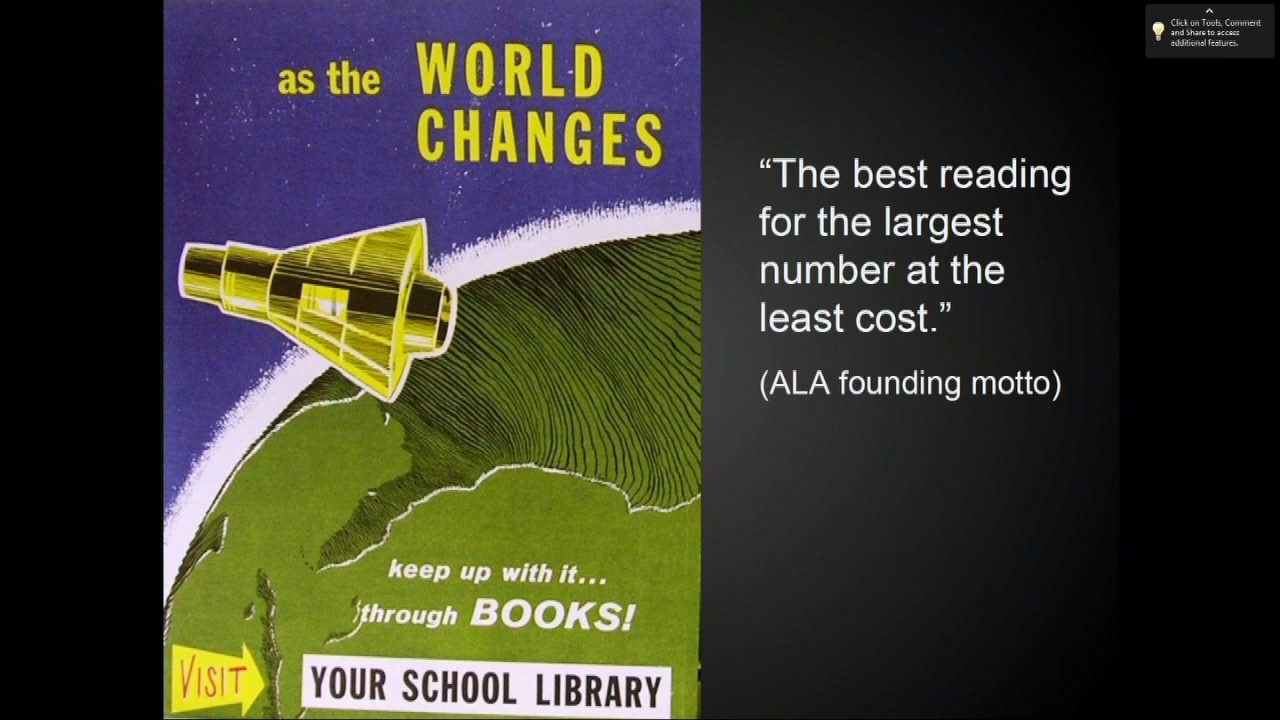 as the WORLD
CHANGES
keep up with it...
through BOOKS!
VISIT
YOUR SCHOOL LIBRARY
“The best reading
for the largest
number at the
least cost.”
(ALA founding motto)
Click on Tools, Comment
and Share to access
additional features.